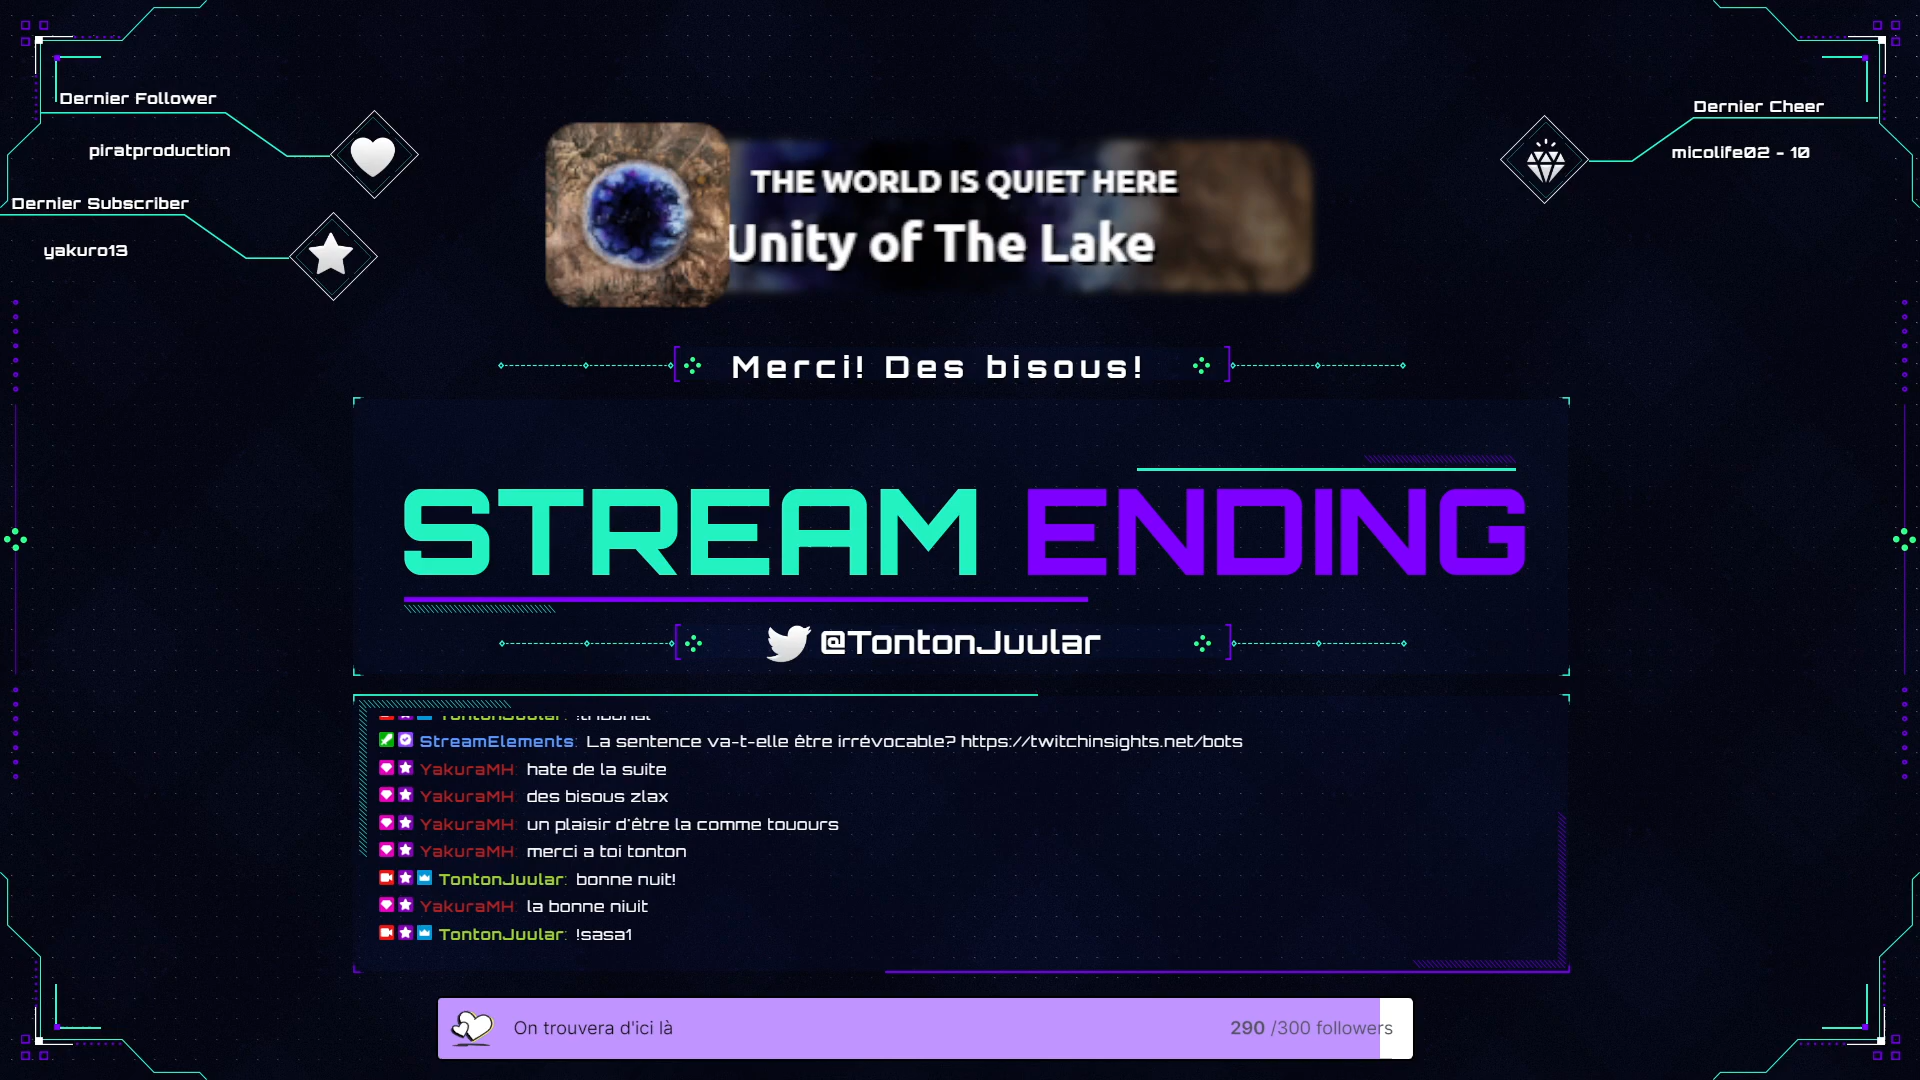 Dernier Follower
piratproduction
Dernier Subscriber
yakuro13
Dernier Cheer
micolife02 - 10
THE WORLD IS QUIET HERE
Unity of The Lake
Merci! Des bisous!
STREAM ENDING
@TontonJuular
TontonJuular: !tribunal
StreamElements: La sentence va-t-elle être irrévocable? https://twitchinsights.net/bots
YakuraMH: hate de la suite
YakuraMH: des bisous zlax
YakuraMH: un plaisir d'être la comme touours
YakuraMH: merci a toi tonton
TontonJuular: bonne nuit!
YakuraMH: la bonne niuit
TontonJuular: !sasa1
On trouvera d'ici là
290 /300 followers